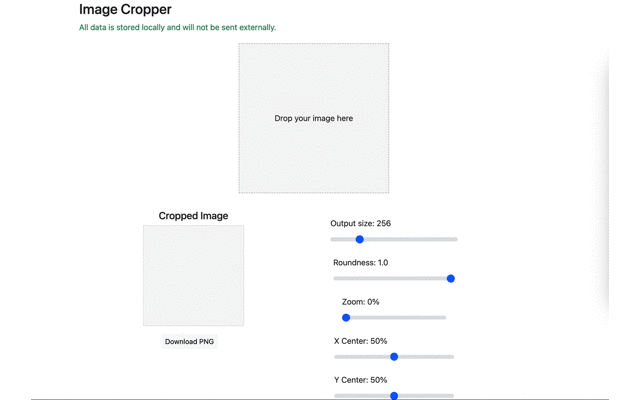 Image Cropper
All data is stored locally and will not be sent externally.
Drop your image here
Cropped Image
Download PNG
Output size: 256
Roundness: 1.0
Zoom: 0%
X Center: 50%
Y Center: 50%